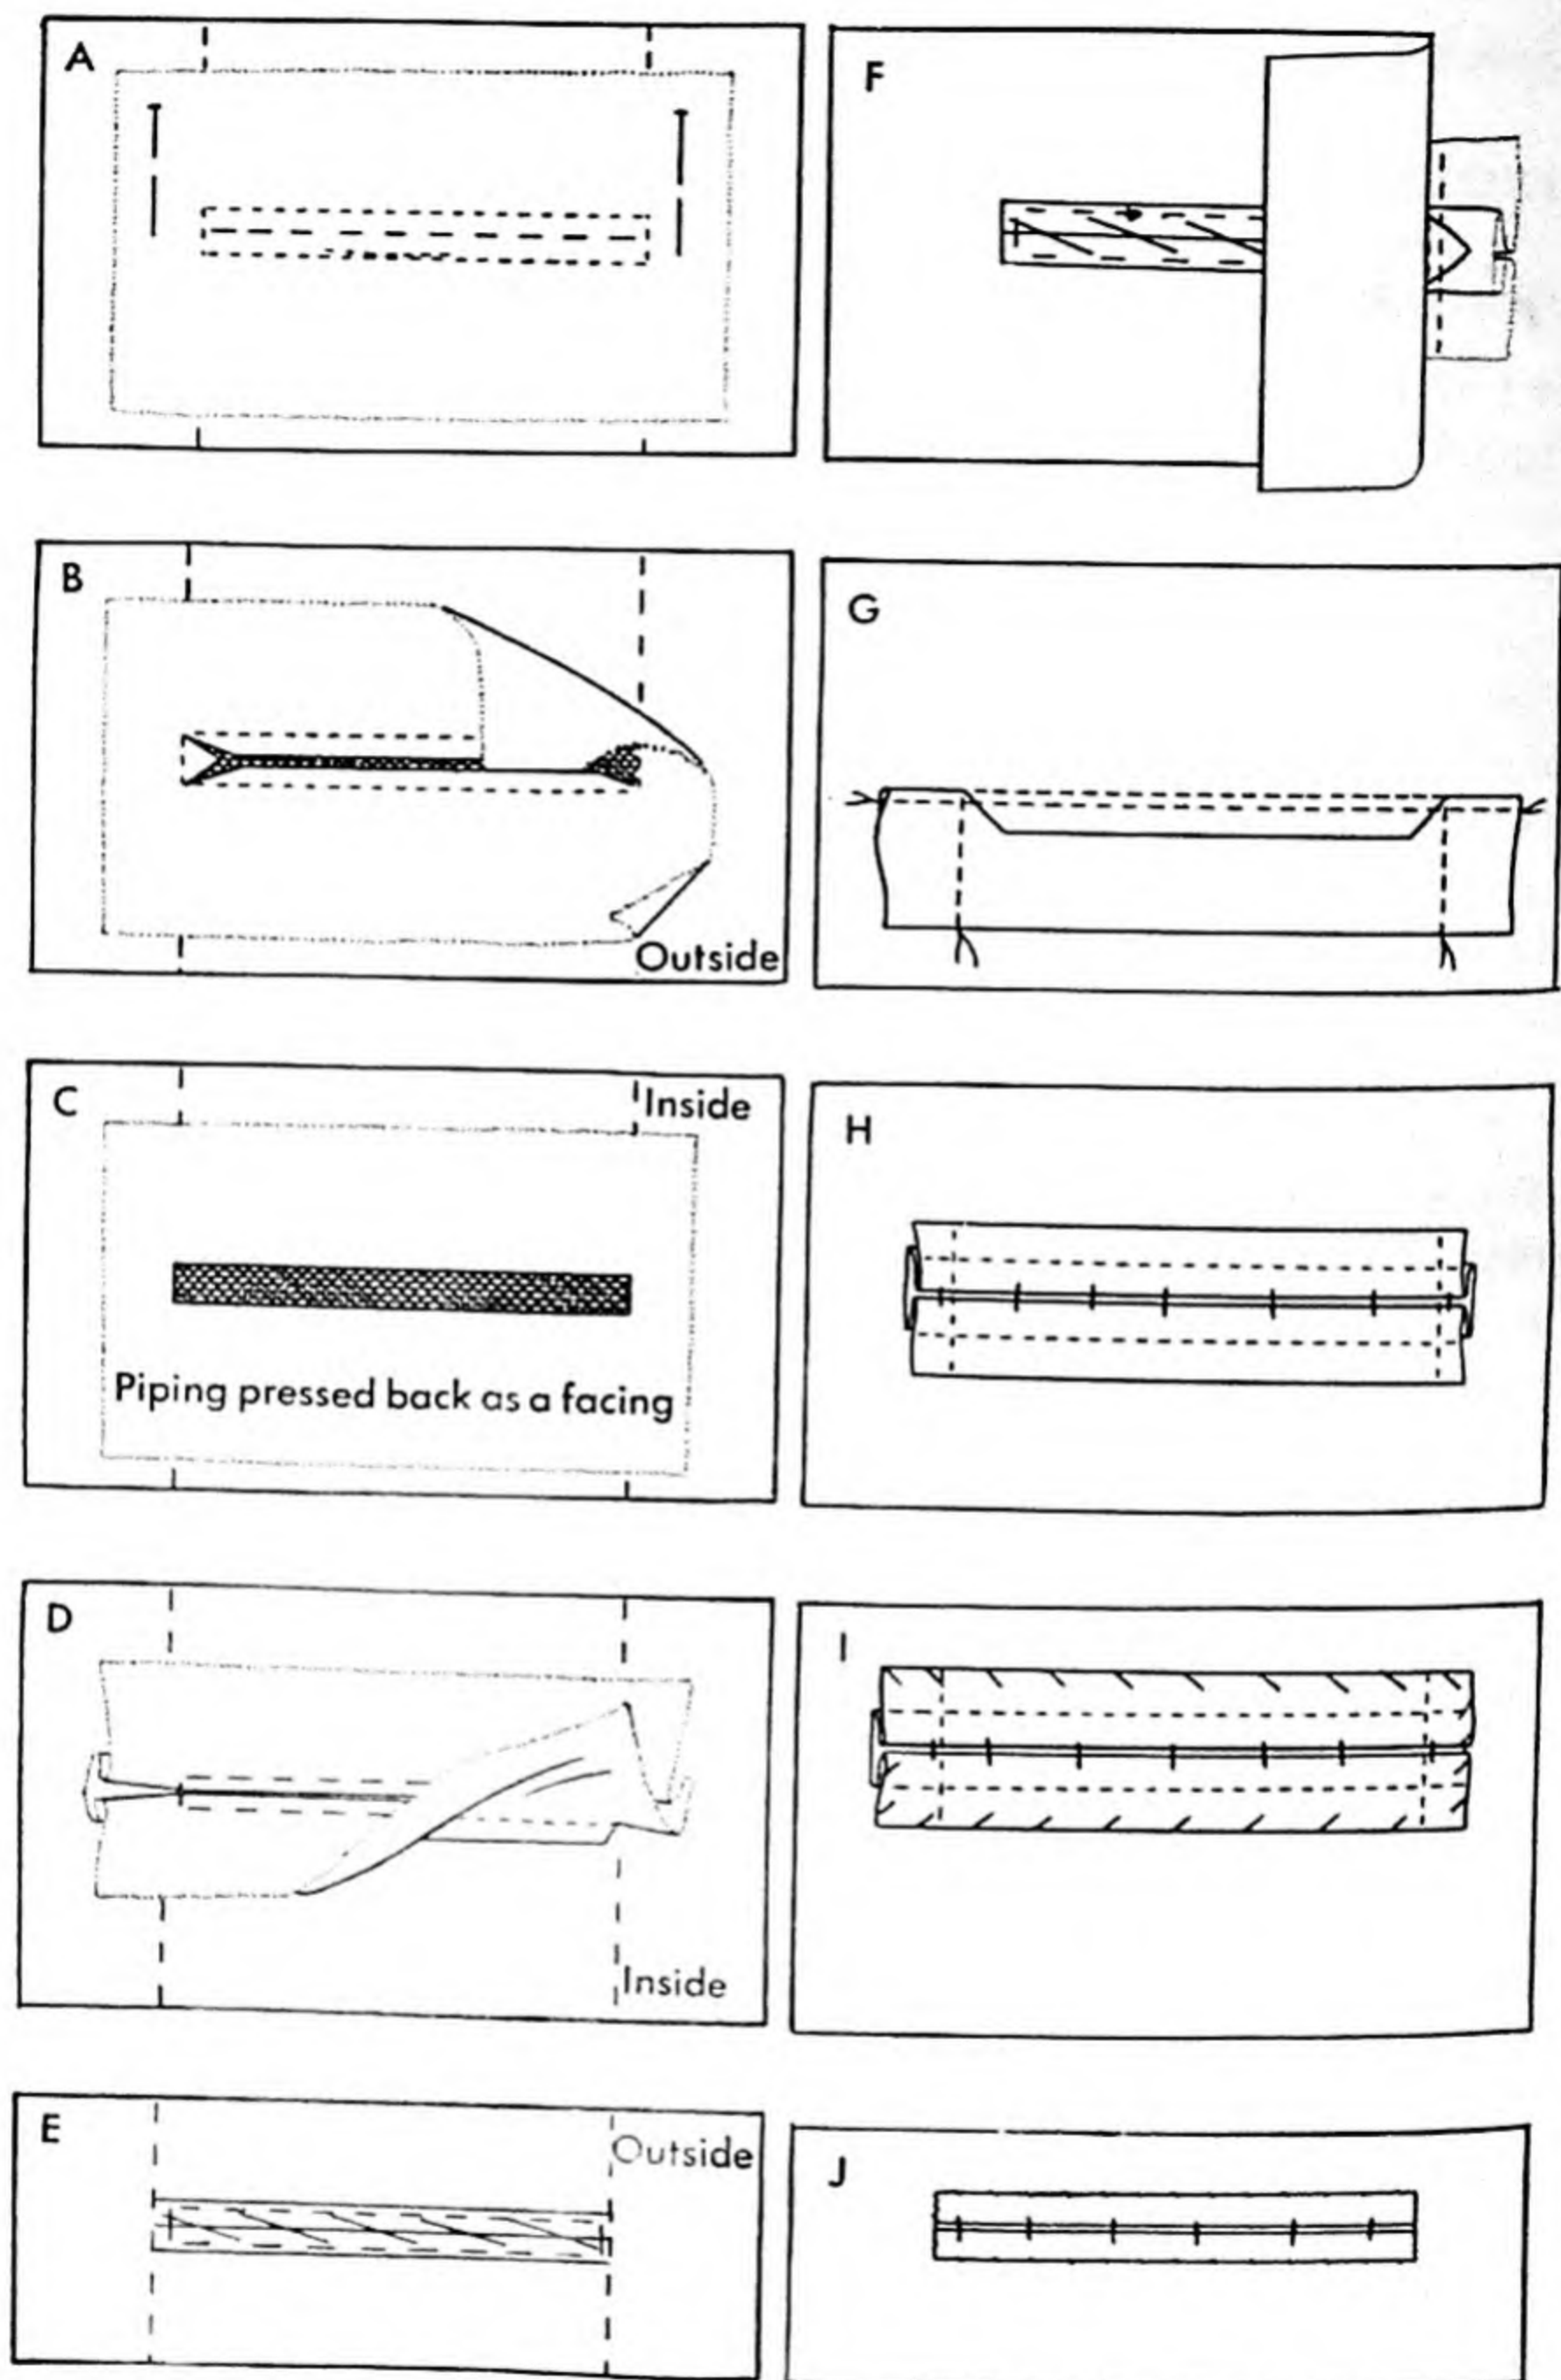 A
B
Outside
C
Inside
Piping pressed back as a facing
D
Inside
E
Outside
F
G
H
I
J